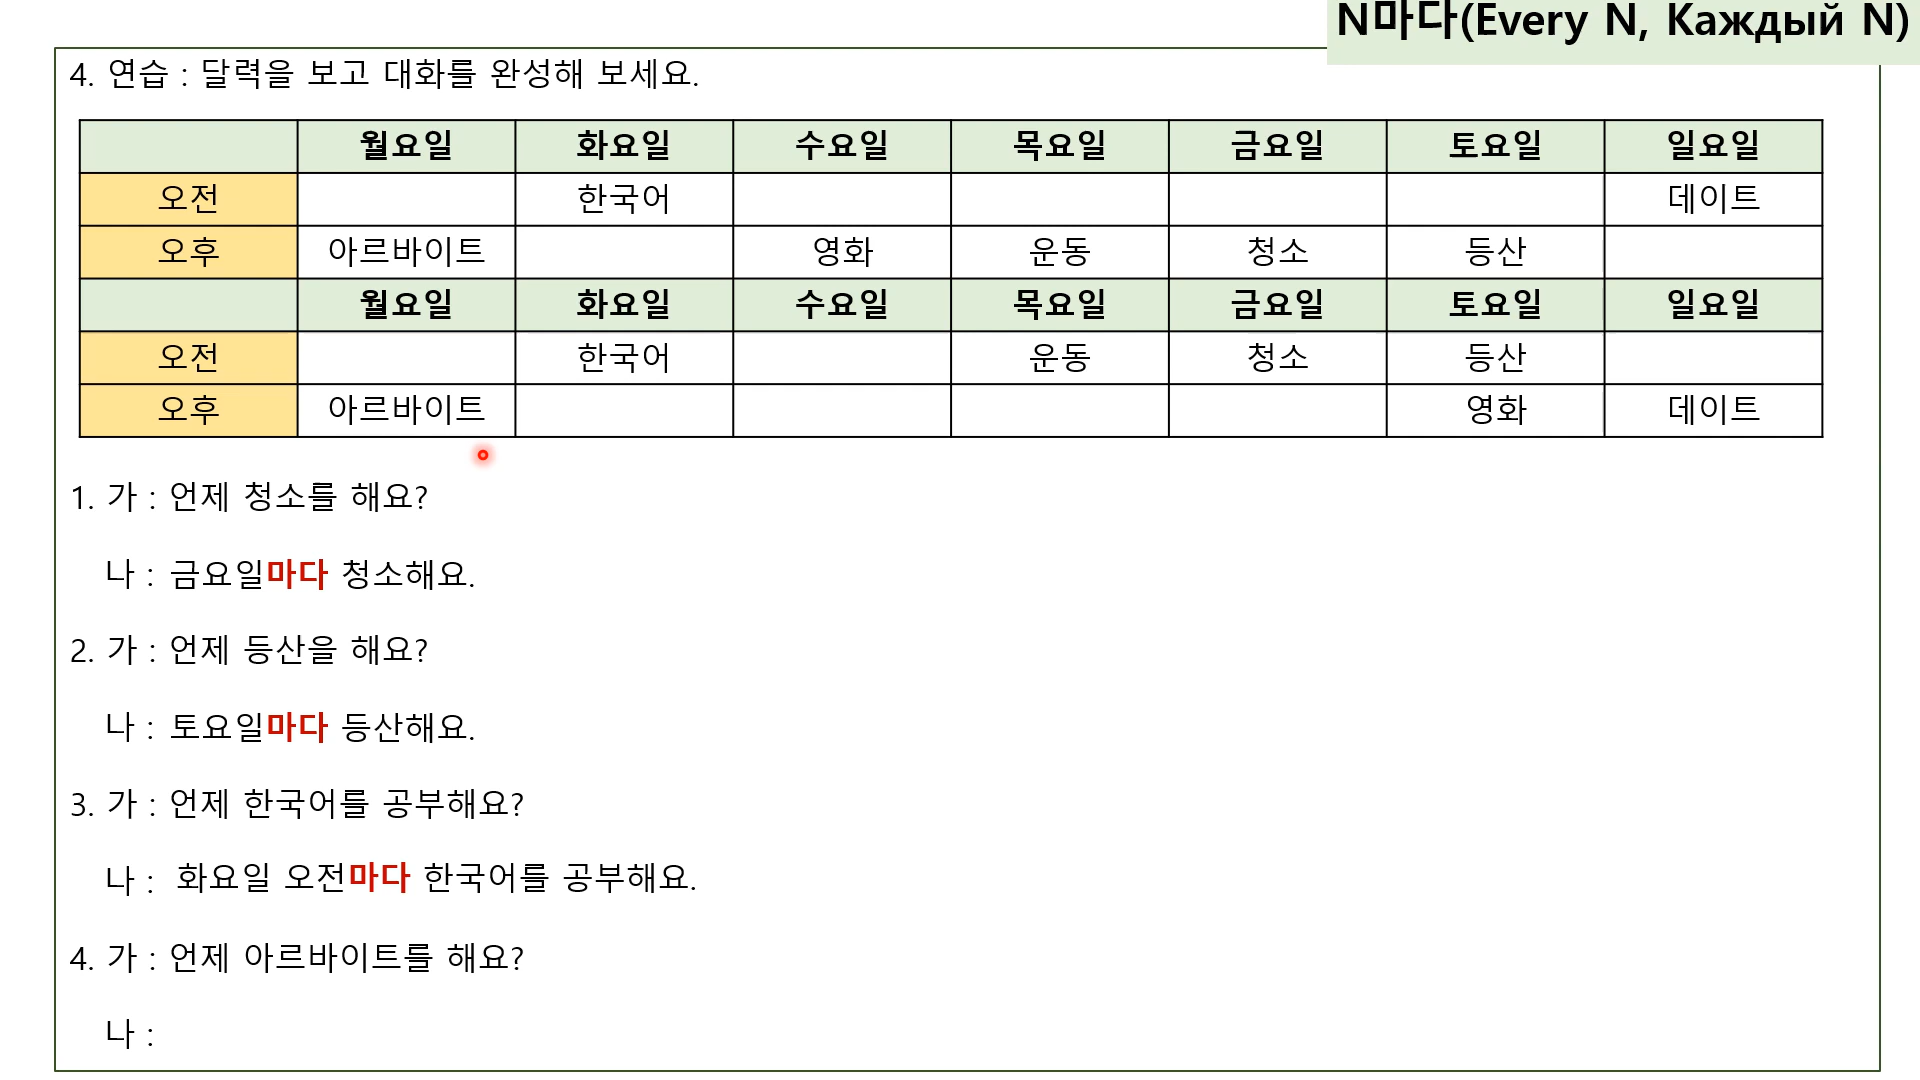 N마다(Every N, Каждый N)
4. 연습 : 달력을 보고 대화를 완성해 보세요.
월요일 화요일 수요일 목요일 금요일 토요일 일요일
오전 한국어 데이트
오후 아르바이트 영화 운동 청소 등산
월요일 화요일 수요일 목요일 금요일 토요일 일요일
오전 한국어 운동 청소 등산
오후 아르바이트 영화 데이트
1. 가 : 언제 청소를 해요?
나 : 금요일마다 청소해요.
2. 가 : 언제 등산을 해요?
나 : 토요일마다 등산해요.
3. 가 : 언제 한국어를 공부해요?
나 : 화요일 오전마다 한국어를 공부해요.
4. 가 : 언제 아르바이트를 해요?
나 :